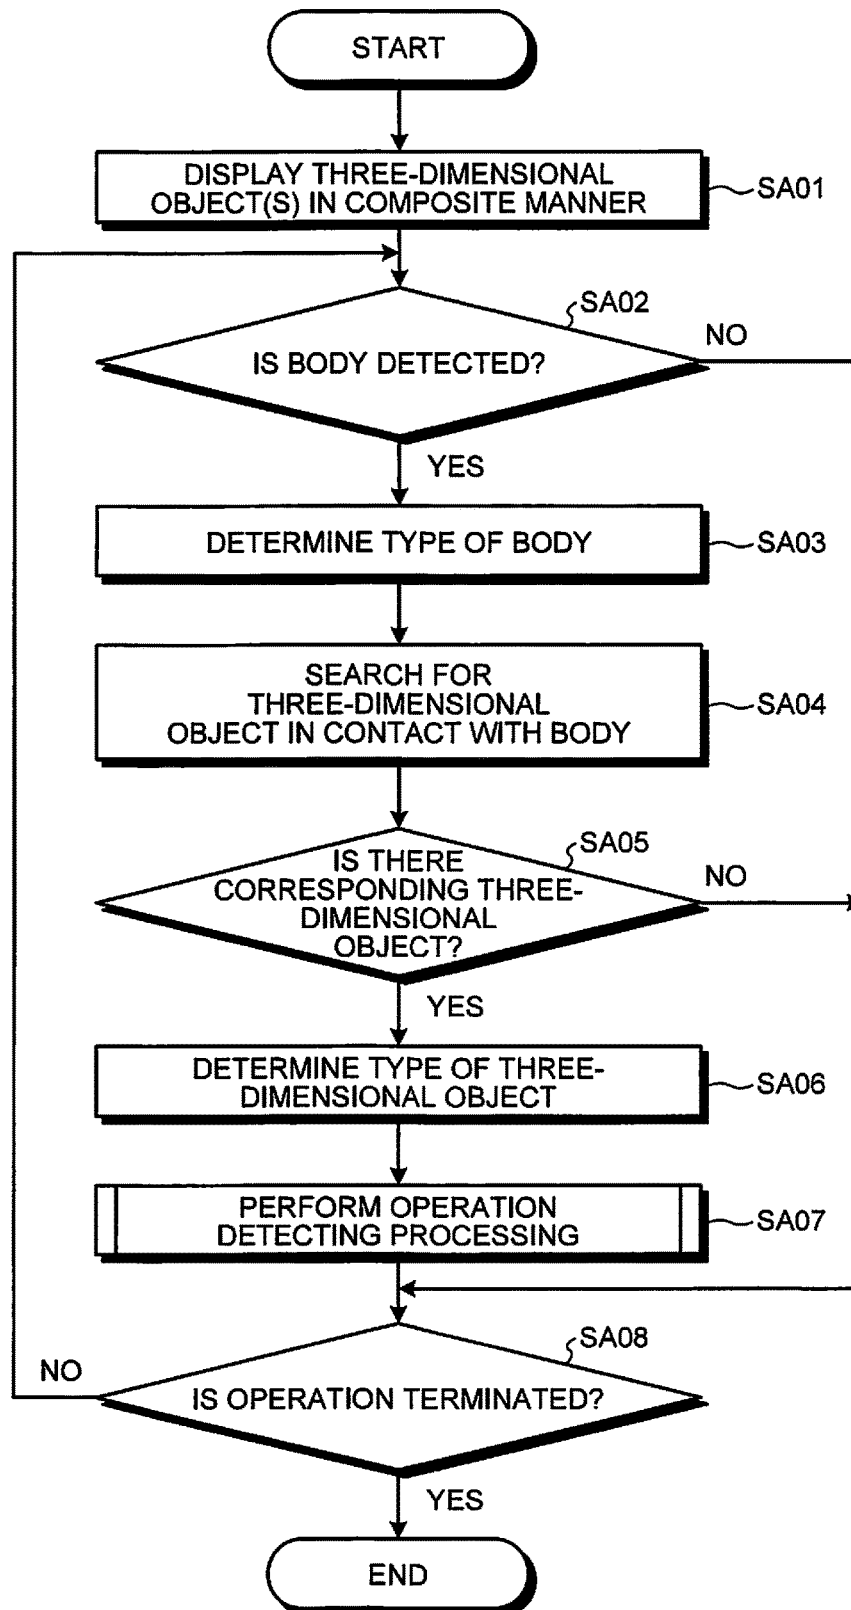 START
DISPLAY THREE-DIMENSIONAL
OBJECT(S) IN COMPOSITE MANNER
SA01
SA02
NO
IS BODY DETECTED?
YES
DETERMINE TYPE OF BODY
SA03
SEARCH FOR
THREE-DIMENSIONAL
OBJECT IN CONTACT WITH BODY
SA04
SA05
NO
IS THERE
CORRESPONDING THREE-
DIMENSIONAL
OBJECT?
YES
DETERMINE TYPE OF THREE-
DIMENSIONAL OBJECT
SA06
PERFORM OPERATION
DETECTING PROCESSING
SA07
SA08
NO
IS OPERATION TERMINATED?
YES
END